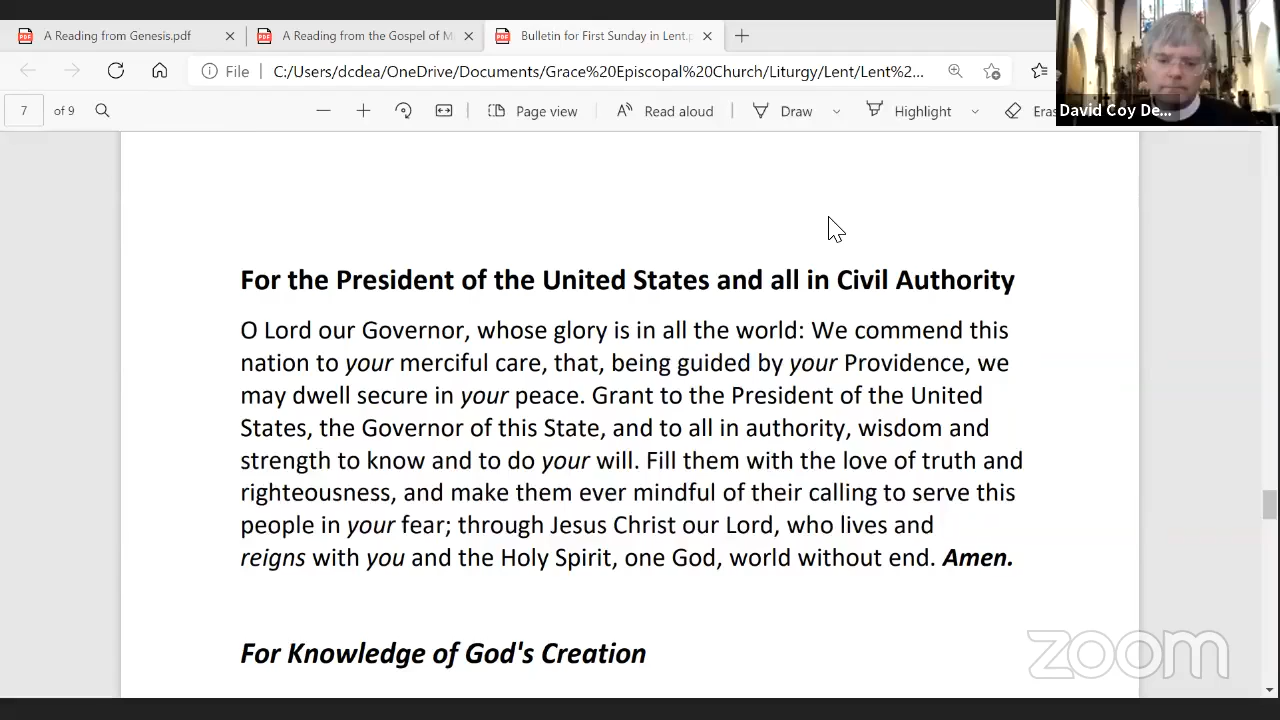 A Reading from Genesis.pdf
A Reading from the Gospel of M
Bulletin for First Sunday in Lent.p
File
C:/Users/dcdea/OneDrive/Documents/Grace%20Episcopal%20Church/Liturgy/Lent/Lent%2...
7 of 9
Page view
Read aloud
Draw
Highlight
Eras
David Coy De...
For the President of the United States and all in Civil Authority
O Lord our Governor, whose glory is in all the world: We commend this
nation to your merciful care, that, being guided by your Providence, we
may dwell secure in your peace. Grant to the President of the United
States, the Governor of this State, and to all in authority, wisdom and
strength to know and to do your will. Fill them with the love of truth and
righteousness, and make them ever mindful of their calling to serve this
people in your fear; through Jesus Christ our Lord, who lives and
reigns with you and the Holy Spirit, one God, world without end. Amen.
For Knowledge of God's Creation
zoom